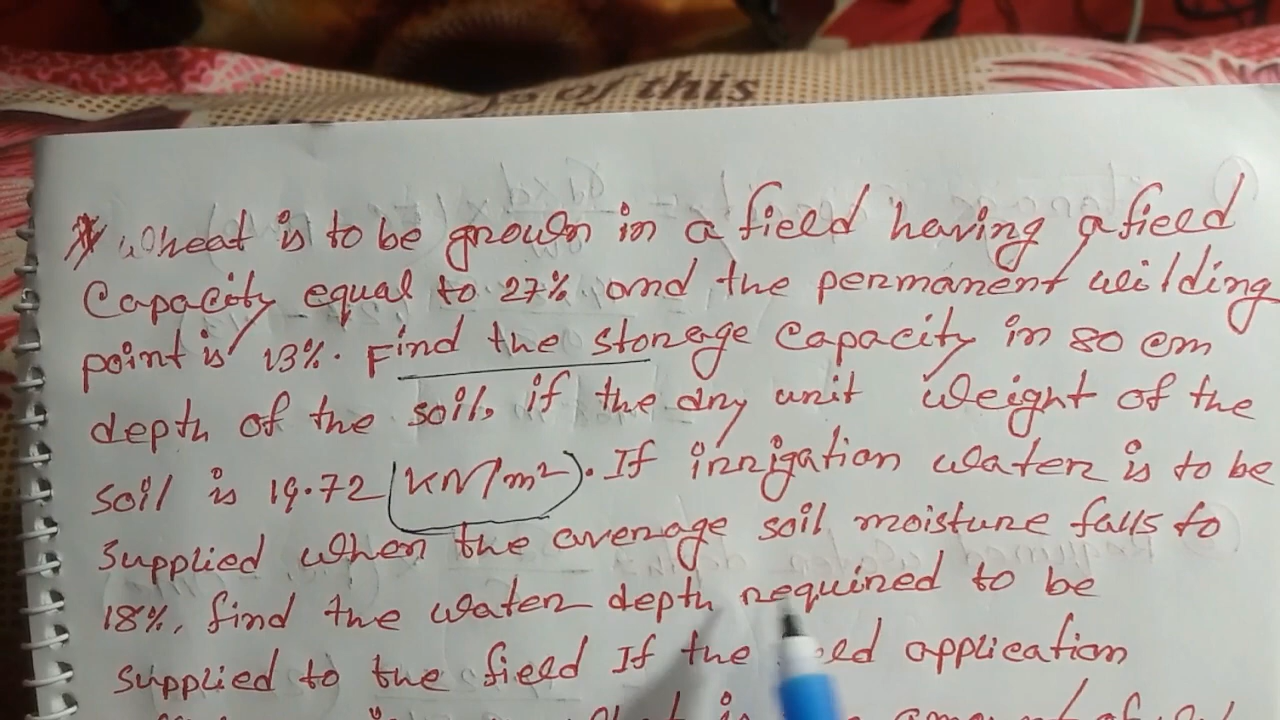 of this
Wheat is to be grown in a field having a field
Capacity equal to 27% and the permanent wilding
point is 13%. Find the storage capacity in 80 cm
depth of the soil, if the dry unit weight of the
soil is 14.72 (KN/m²). If irrigation water is to be
supplied when the average soil moisture falls to
18%, find the water depth required to be
supplied to the field If the application